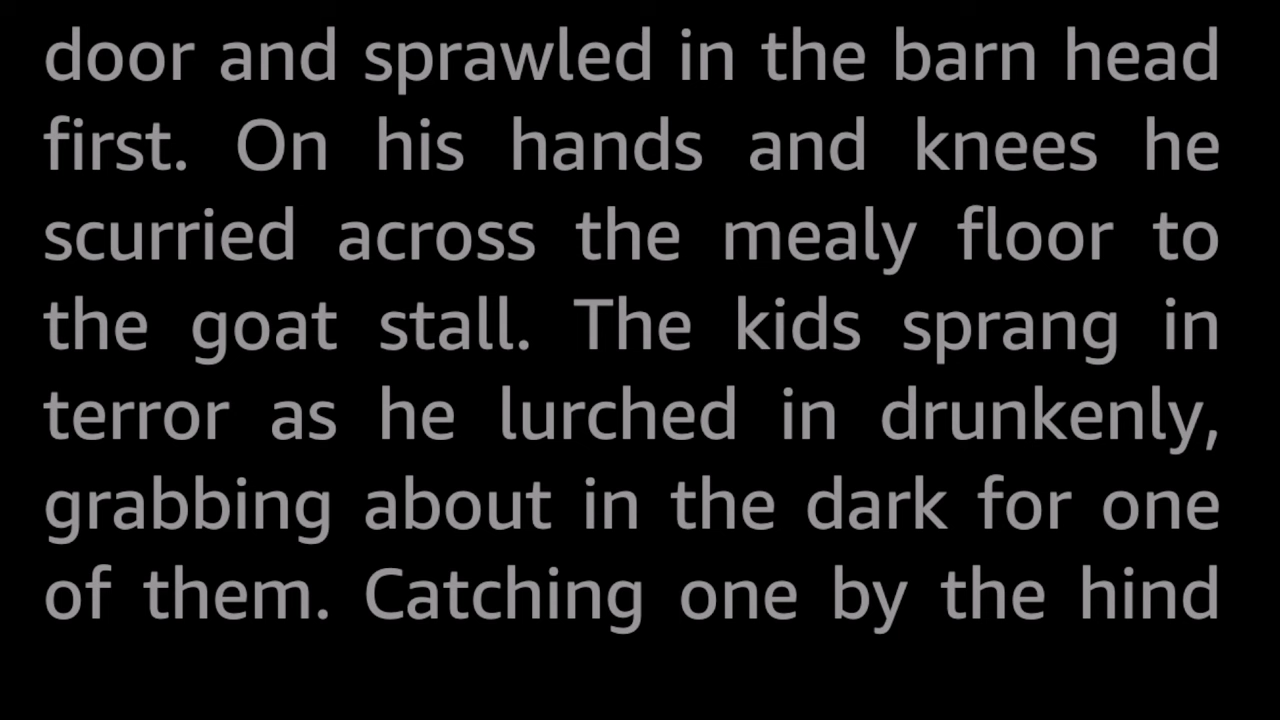 door and sprawled in the barn head
first. On his hands and knees he
scurried across the mealy floor to
the goat stall. The kids sprang in
terror as he lurched in drunkenly,
grabbing about in the dark for one
of them. Catching one by the hind